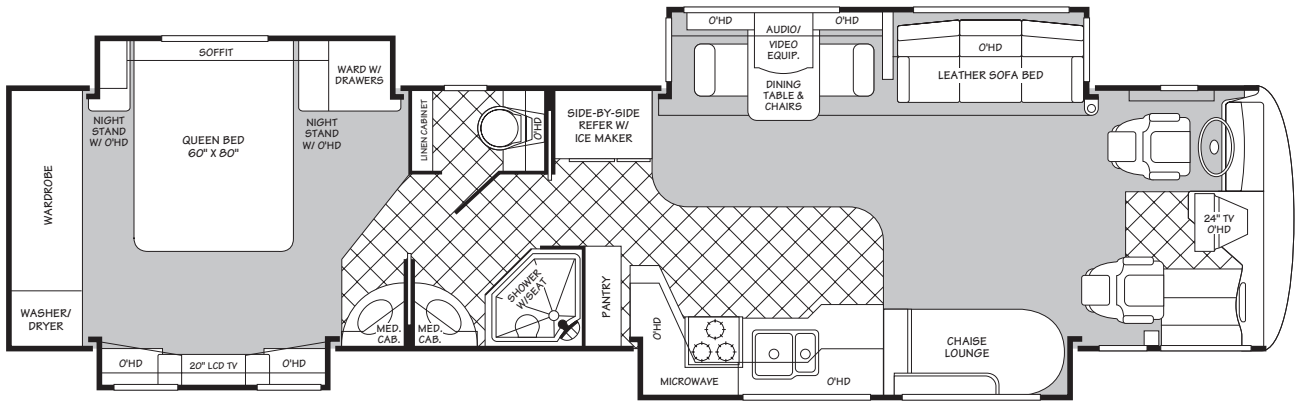 SOFFIT
WARD W/
DRAWERS
NIGHT
STAND
W/ O'HD
QUEEN BED
60" X 80"
NIGHT
STAND
W/ O'HD
WARDROBE
WASHER/
DRYER
O'HD
20" LCD TV
O'HD
LINEN CABINET
O'HD
MED.
CAB.
MED.
CAB.
SHOWER
W/SEAT
SIDE-BY-SIDE
REFER W/
ICE MAKER
PANTRY
O'HD
AUDIO/
VIDEO
EQUIP.
O'HD
DINING
TABLE &
CHAIRS
O'HD
LEATHER SOFA BED
O'HD
MICROWAVE
O'HD
CHAISE
LOUNGE
24" TV
O'HD